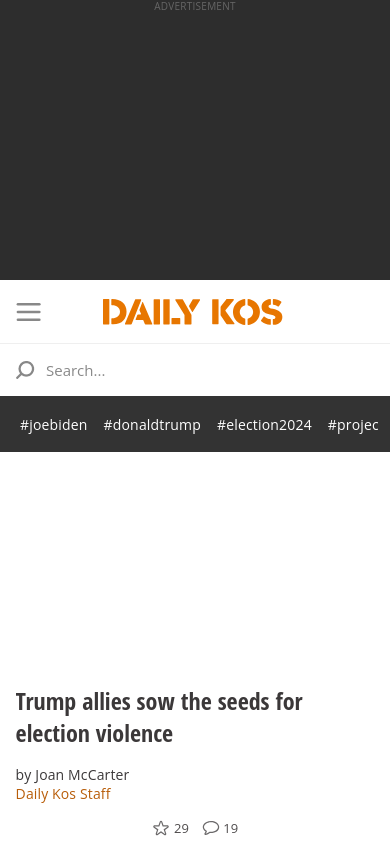 ADVERTISEMENT
DAILY KOS
Search...
#joebiden #donaldtrump #election2024 #projec
Trump allies sow the seeds for
election violence
by Joan McCarter
Daily Kos Staff
29 19